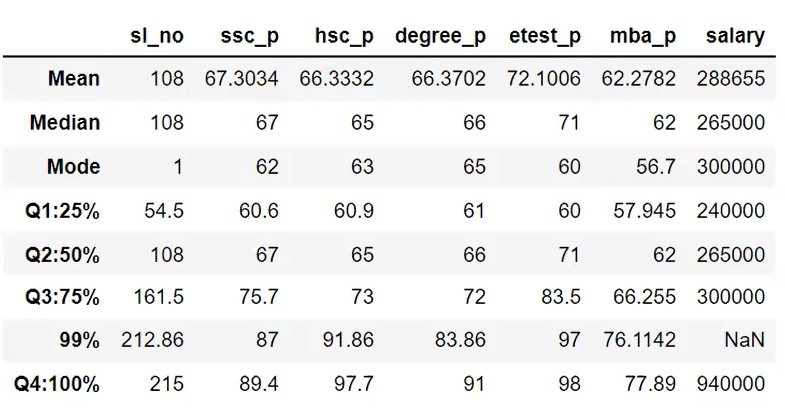 sl_no ssc_p hsc_p degree_p etest_p mba_p salary
Mean 108 67.3034 66.3332 66.3702 72.1006 62.2782 288655
Median 108 67 65 66 71 62 265000
Mode 1 62 63 65 60 56.7 300000
Q1:25% 54.5 60.6 60.9 61 60 57.945 240000
Q2:50% 108 67 65 66 71 62 265000
Q3:75% 161.5 75.7 73 72 83.5 66.255 300000
99% 212.86 87 91.86 83.86 97 76.1142 NaN
Q4:100% 215 89.4 97.7 91 98 77.89 940000